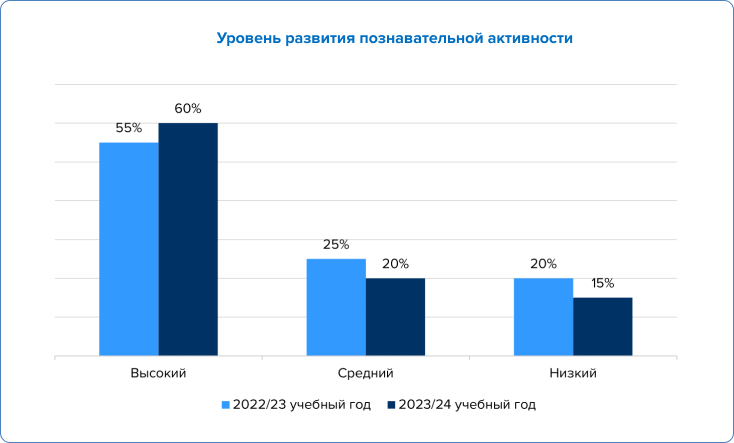 Уровень развития познавательной активности
55%
60%
25%
20%
20%
15%
Высокий
Средний
Низкий
2022/23 учебный год
2023/24 учебный год